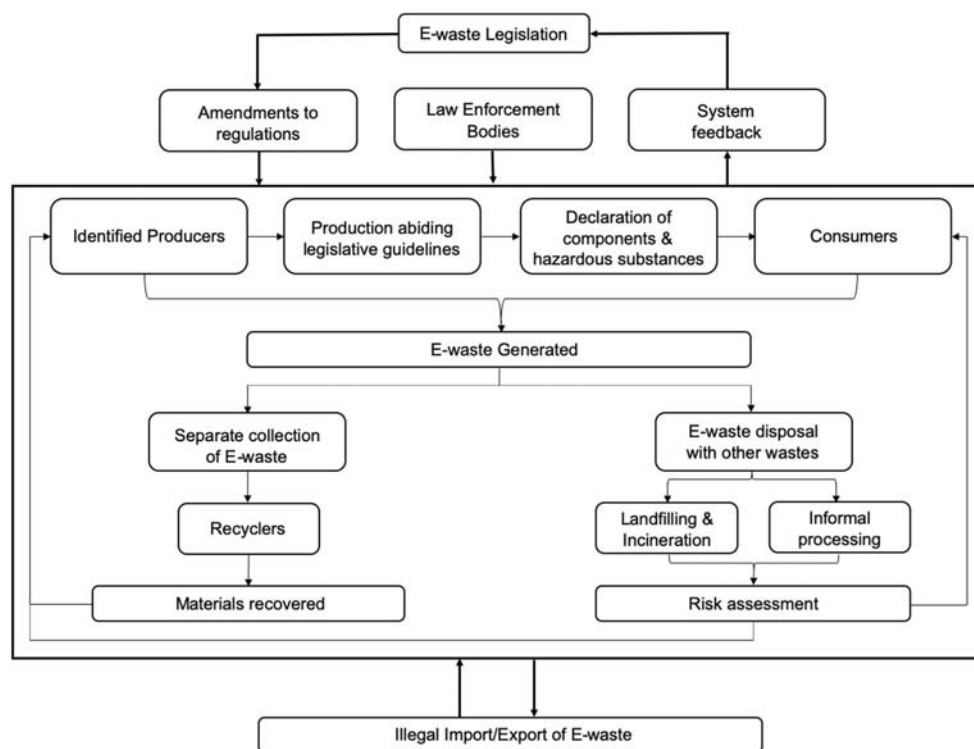 E-waste Legislation
Amendments to
regulations
Law Enforcement
Bodies
System
feedback
Identified Producers
Production abiding
legislative guidelines
Declaration of
components &
hazardous substances
Consumers
E-waste Generated
Separate collection
of E-waste
E-waste disposal
with other wastes
Recyclers
Landfilling &
Incineration
Informal
processing
Materials recovered
Risk assessment
Illegal Import/Export of E-waste